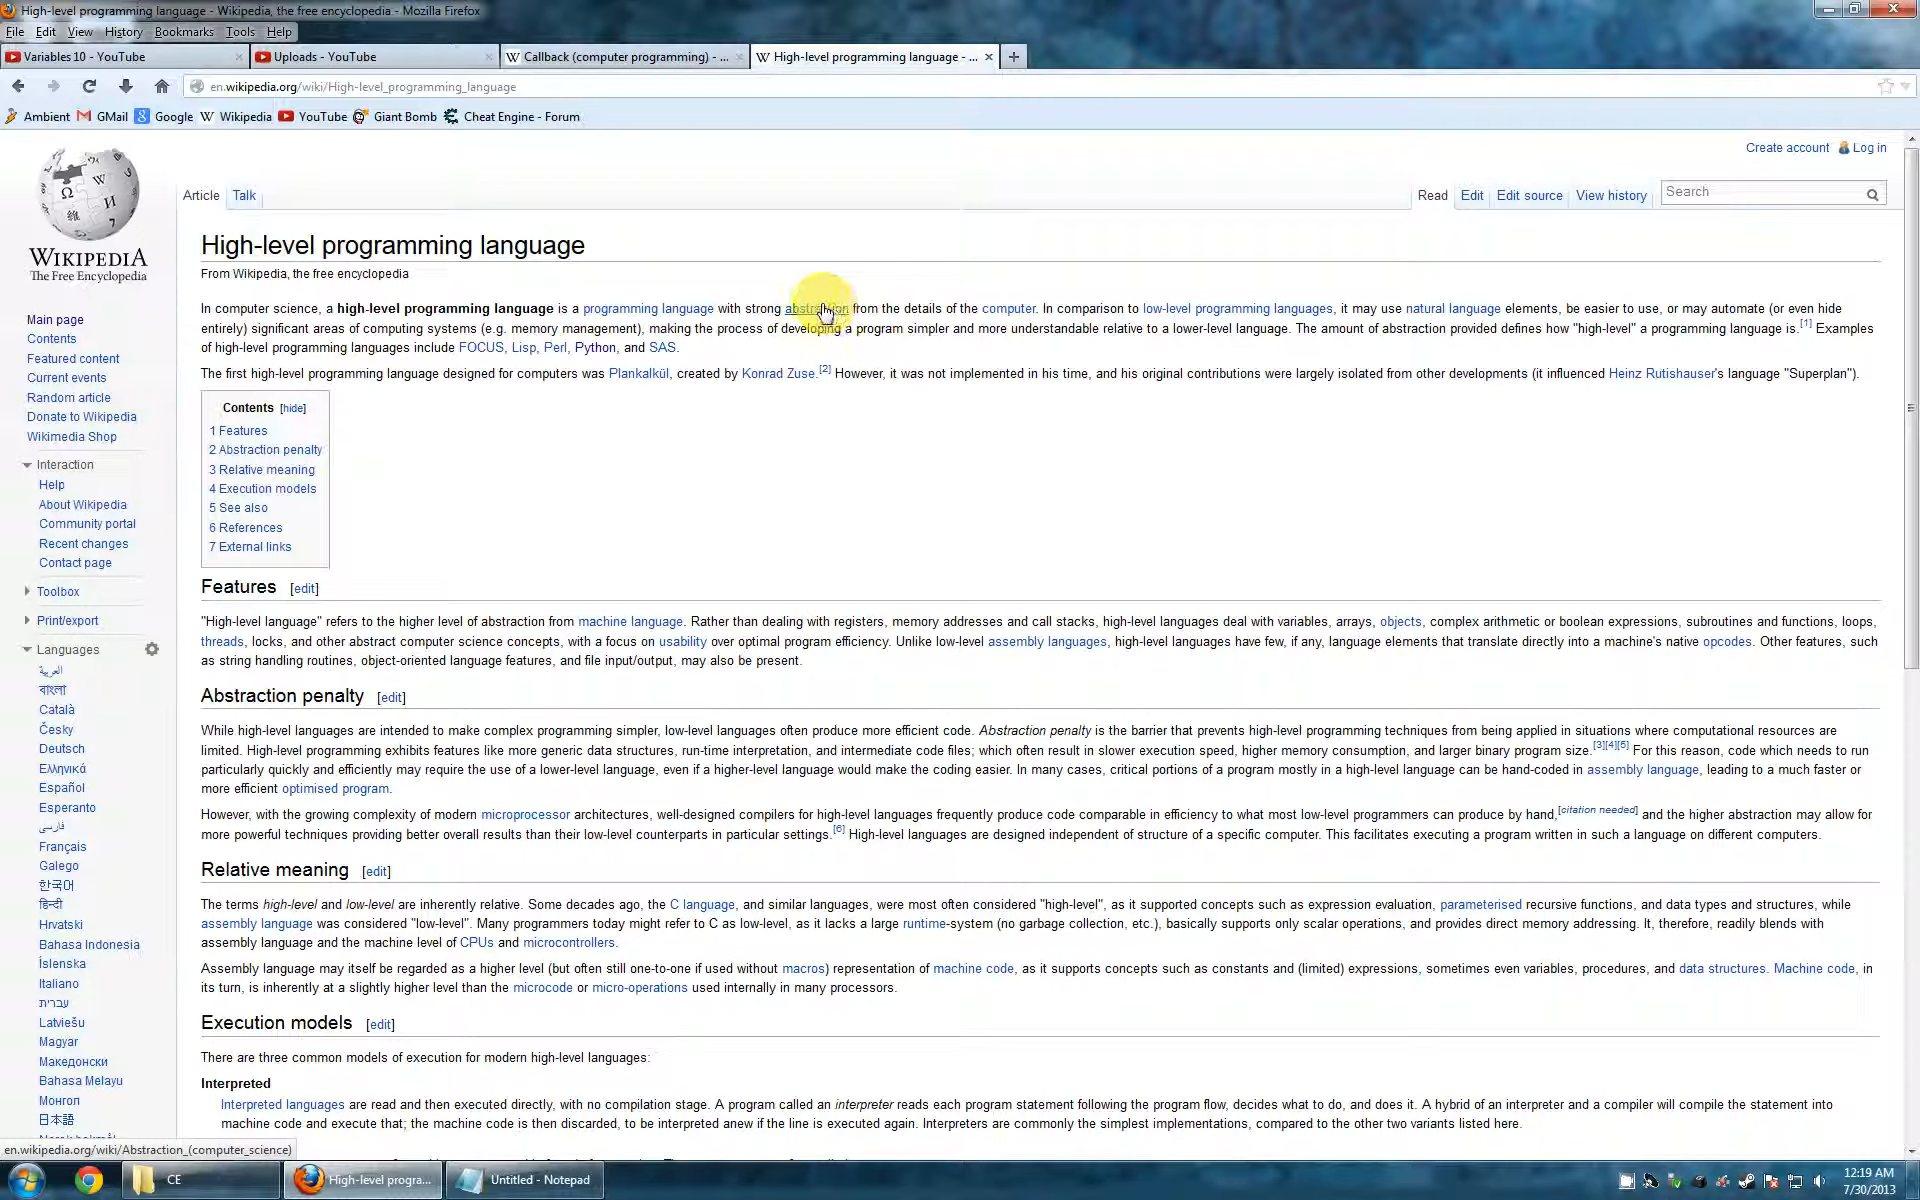 High-level programming language - Wikipedia, the free encyclopedia - Mozilla Firefox
File Edit View History Bookmarks Tools Help
Variables 10 - YouTube
Uploads - YouTube
Callback (computer programming) - ...
High-level programming language - ...
en.wikipedia.org/wiki/High-level_programming_language
Ambient GMail Google Wikipedia YouTube Giant Bomb Cheat Engine - Forum
Create account Log in
Article Talk
Read Edit Edit source View history Search
WIKIPEDIA
The Free Encyclopedia
Main page
Contents
Featured content
Current events
Random article
Donate to Wikipedia
Wikimedia Shop
Interaction
Help
About Wikipedia
Community portal
Recent changes
Contact page
Toolbox
Print/export
Languages
العربية
বাংলা
Català
Česky
Deutsch
Ελληνικά
Español
Esperanto
فارسی
Français
Galego
한국어
हिन्दी
Hrvatski
Bahasa Indonesia
Íslenska
Italiano
עברית
Latviešu
Magyar
Македонски
Bahasa Melayu
Монгол
日本語
High-level programming language
From Wikipedia, the free encyclopedia
In computer science, a high-level programming language is a programming language with strong abstraction from the details of the computer. In comparison to low-level programming languages, it may use natural language elements, be easier to use, or may automate (or even hide
entirely) significant areas of computing systems (e.g. memory management), making the process of developing a program simpler and more understandable relative to a lower-level language. The amount of abstraction provided defines how "high-level" a programming language is.[1] Examples
of high-level programming languages include FOCUS, Lisp, Perl, Python, and SAS.
The first high-level programming language designed for computers was Plankalkül, created by Konrad Zuse.[2] However, it was not implemented in his time, and his original contributions were largely isolated from other developments (it influenced Heinz Rutishauser's language "Superplan").
Contents [hide]
1 Features
2 Abstraction penalty
3 Relative meaning
4 Execution models
5 See also
6 References
7 External links
Features [edit]
"High-level language" refers to the higher level of abstraction from machine language. Rather than dealing with registers, memory addresses and call stacks, high-level languages deal with variables, arrays, objects, complex arithmetic or boolean expressions, subroutines and functions, loops,
threads, locks, and other abstract computer science concepts, with a focus on usability over optimal program efficiency. Unlike low-level assembly languages, high-level languages have few, if any, language elements that translate directly into a machine's native opcodes. Other features, such
as string handling routines, object-oriented language features, and file input/output, may also be present.
Abstraction penalty [edit]
While high-level languages are intended to make complex programming simpler, low-level languages often produce more efficient code. Abstraction penalty is the barrier that prevents high-level programming techniques from being applied in situations where computational resources are
limited. High-level programming exhibits features like more generic data structures, run-time interpretation, and intermediate code files; which often result in slower execution speed, higher memory consumption, and larger binary program size.[3][4][5] For this reason, code which needs to run
particularly quickly and efficiently may require the use of a lower-level language, even if a higher-level language would make the coding easier. In many cases, critical portions of a program mostly in a high-level language can be hand-coded in assembly language, leading to a much faster or
more efficient optimised program.
However, with the growing complexity of modern microprocessor architectures, well-designed compilers for high-level languages frequently produce code comparable in efficiency to what most low-level programmers can produce by hand,[citation needed] and the higher abstraction may allow for
more powerful techniques providing better overall results than their low-level counterparts in particular settings.[6] High-level languages are designed independent of structure of a specific computer. This facilitates executing a program written in such a language on different computers.
Relative meaning [edit]
The terms high-level and low-level are inherently relative. Some decades ago, the C language, and similar languages, were most often considered "high-level", as it supported concepts such as expression evaluation, parameterised recursive functions, and data types and structures, while
assembly language was considered "low-level". Many programmers today might refer to C as low-level, as it lacks a large runtime-system (no garbage collection, etc.), basically supports only scalar operations, and provides direct memory addressing. It, therefore, readily blends with
assembly language and the machine level of CPUs and microcontrollers.
Assembly language may itself be regarded as a higher level (but often still one-to-one if used without macros) representation of machine code, as it supports concepts such as constants and (limited) expressions, sometimes even variables, procedures, and data structures. Machine code, in
its turn, is inherently at a slightly higher level than the microcode or micro-operations used internally in many processors.
Execution models [edit]
There are three common models of execution for modern high-level languages:
Interpreted
Interpreted languages are read and then executed directly, with no compilation stage. A program called an interpreter reads each program statement following the program flow, decides what to do, and does it. A hybrid of an interpreter and a compiler will compile the statement into
machine code and execute that; the machine code is then discarded, to be interpreted anew if the line is executed again. Interpreters are commonly the simplest implementations, compared to the other two variants listed here.
en.wikipedia.org/wiki/Abstraction_(computer_science)
CE
High-level progra...
Untitled - Notepad
12:19 AM
7/30/2013